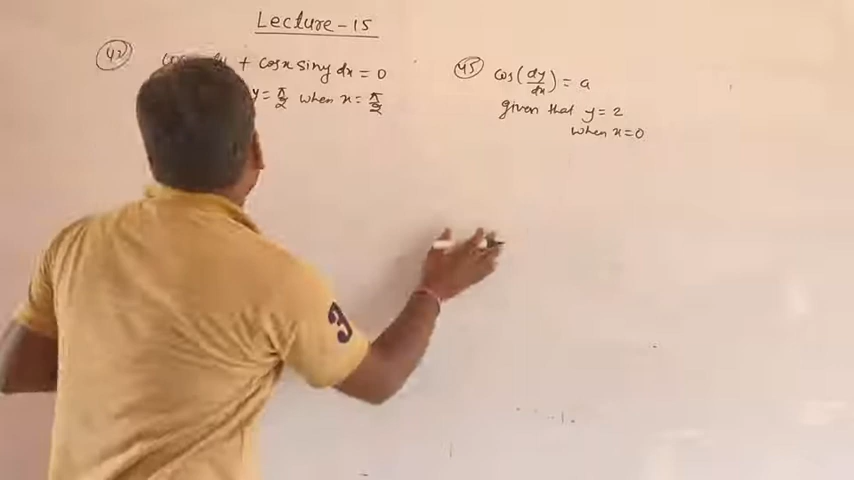 Lecture-15
42
+ cosx siny dx = 0
y = π/2 when x = π/2
45 cos(dy/dx) = a
given that y = 2
when x = 0
3